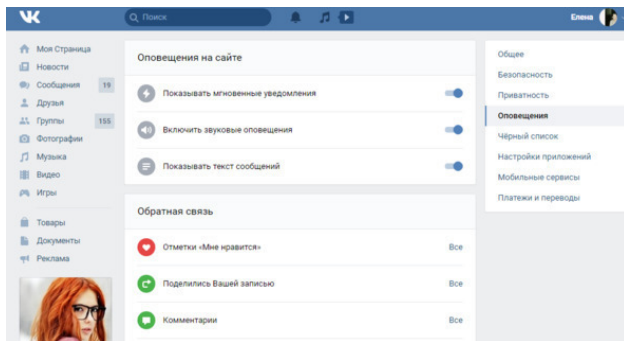 Поиск
Елена
Моя Страница
Новости
Сообщения 19
Друзья
Группы 155
Фотографии
Музыка
Видео
Игры
Товары
Документы
Реклама
Оповещения на сайте
Показывать мгновенные уведомления
Включить звуковые оповещения
Показывать текст сообщений
Обратная связь
Отметки «Мне нравится» Все
Поделились Вашей записью Все
Комментарии Все
Общее
Безопасность
Приватность
Оповещения
Чёрный список
Настройки приложений
Мобильные сервисы
Платежи и переводы